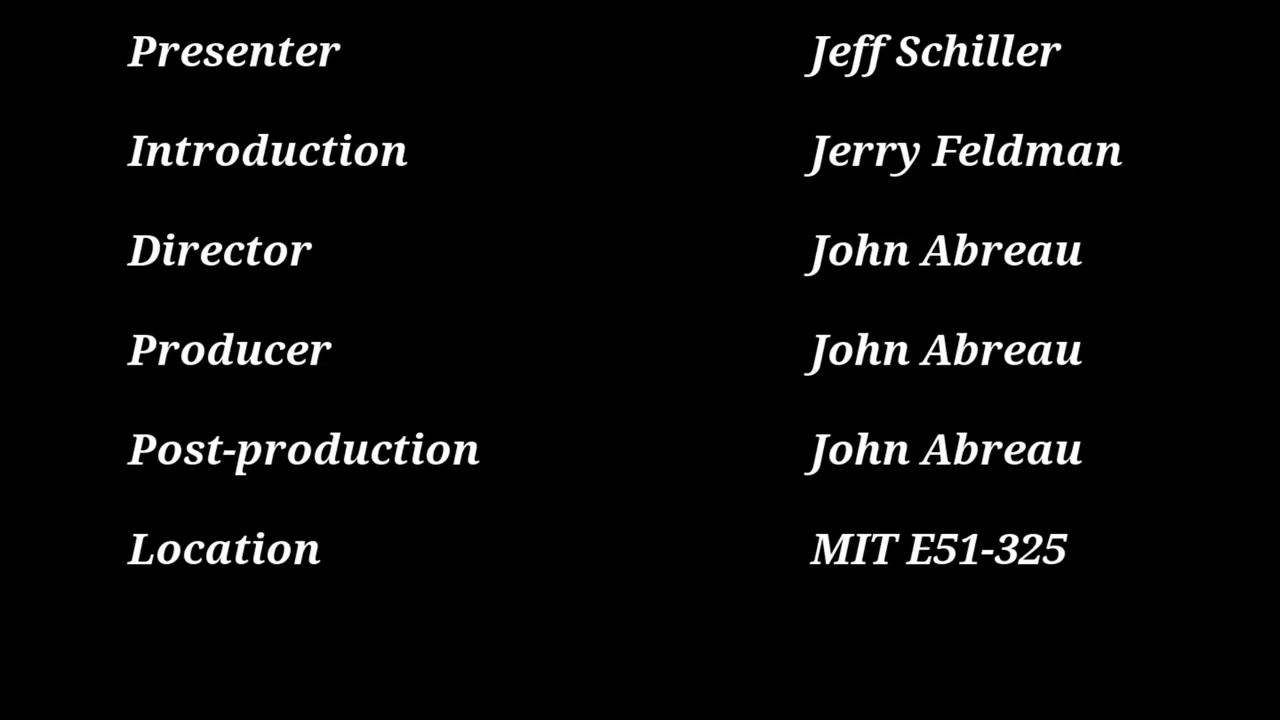 Presenter Jeff Schiller
Introduction Jerry Feldman
Director John Abreau
Producer John Abreau
Post-production John Abreau
Location MIT E51-325